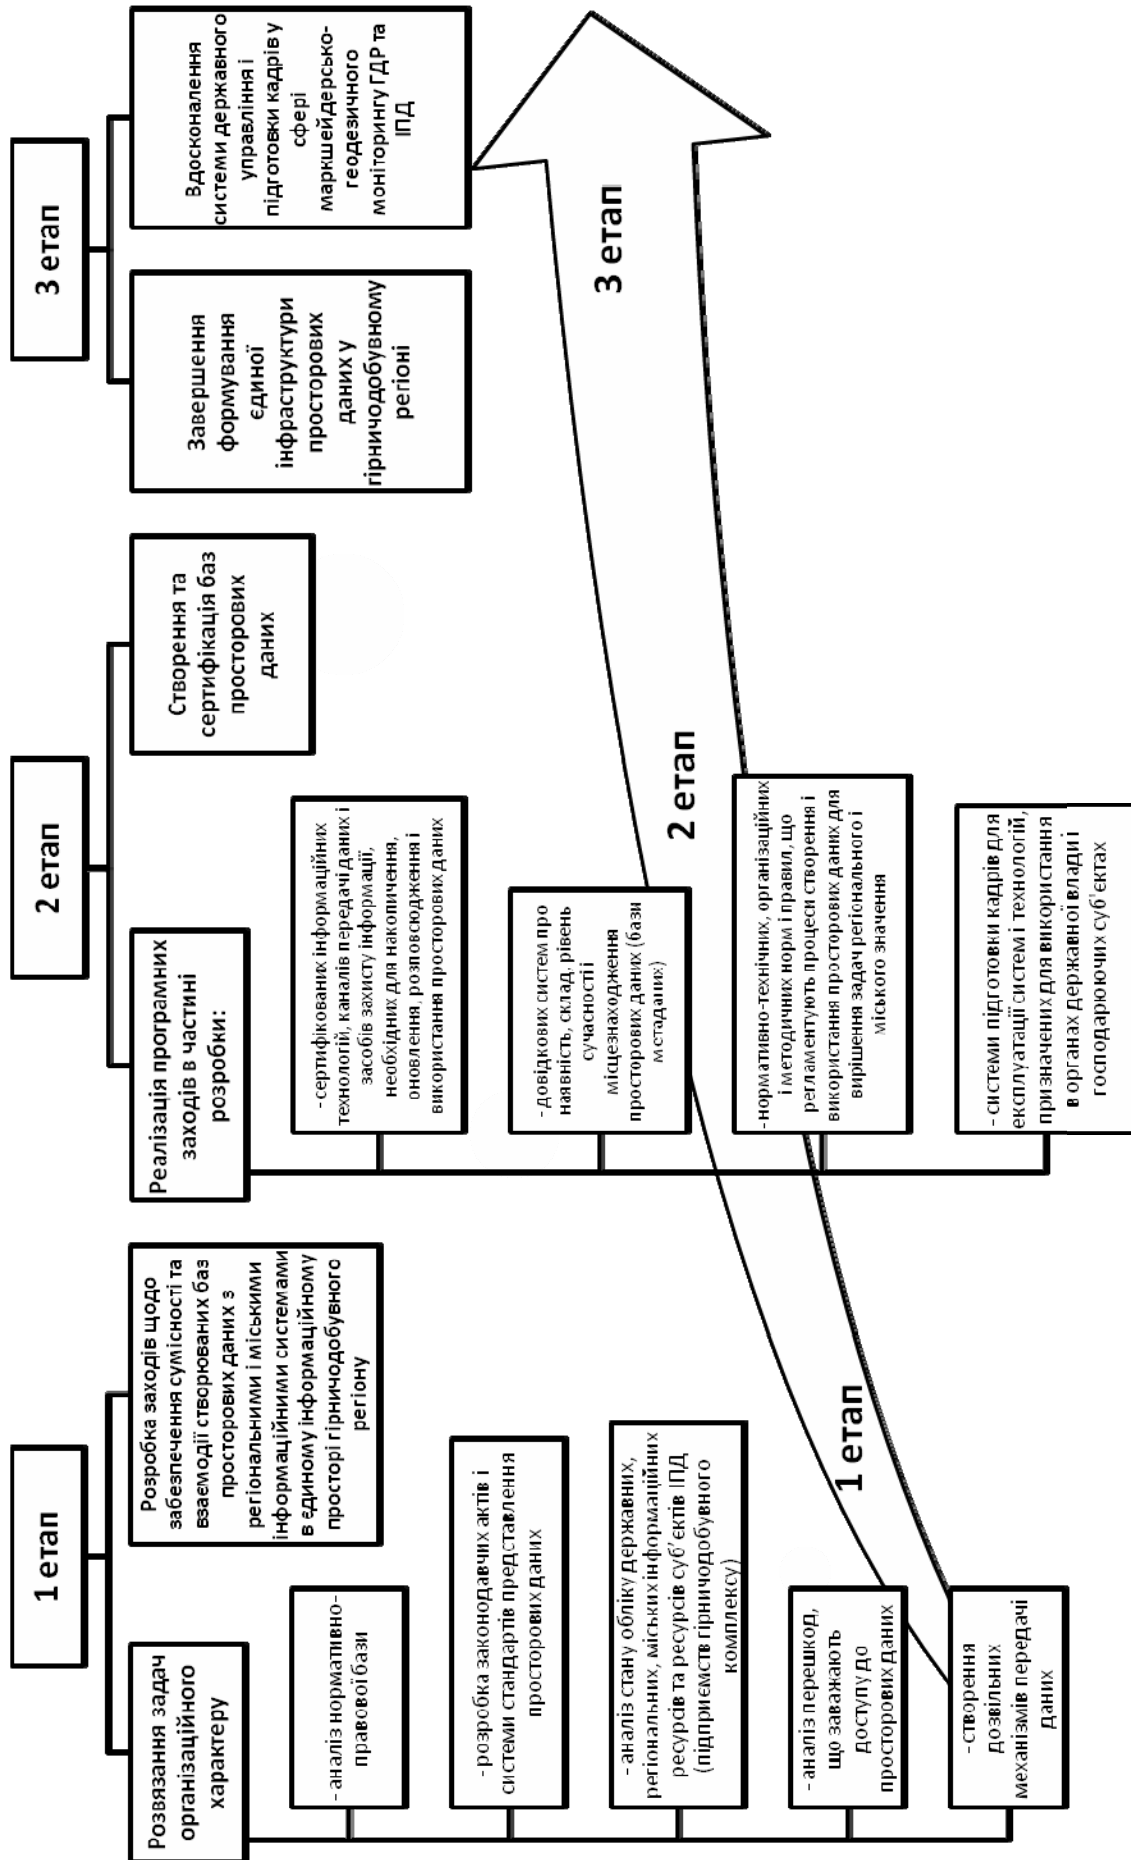 1 етап
Розвязання задач
організаційного
характеру
- аналіз нормативно-
правової бази
- розробка законодавчих актів і
системи стандартів представлення
просторових даних
- аналіз стану обліку державних,
регіональних, міських інформаційних
ресурсів та ресурсів суб'єктів ІПД
(підприємств гірничодобувного
комплексу)
- аналіз перешкод,
що заважають
доступу до
просторових даних
-створення
дозвільних
механізмів передачі
даних
Розробка заходів щодо
забезпечення сумісності та
взаємодії створюваних баз
просторових даних з
регіональними і міськими
інформаційними системами
в єдиному інформаційному
просторі гірничодобувного
регіону
2 етап
Реалізація програмних
заходів в частині
розробки:
- сертифікованих інформаційних
технологій, каналів передачі даних і
засобів захисту інформації,
необхідних для накопичення,
оновлення, розповсюдження і
використання просторових даних
- довідкових систем про
наявність, склад, рівень
сучасності і
місцезнаходження
просторових даних (бази
метаданих)
- нормативно-технічних, організаційних
і методичних норм і правил, що
регламентують процеси створення і
використання просторових даних для
вирішення задач регіонального і
міського значення
- системи підготовки кадрів для
експлуатації систем і технологій,
призначених для використання
в органах державної влади і
господарюючих суб'єктах
Створення та
сертифікація баз
просторових
даних
3 етап
Завершення
формування
єдиної
інфраструктури
просторових
даних у
гірничодобувному
регіоні
Вдосконалення
системи державного
управління і
підготовки кадрів у
сфері
маркшейдерсько-
геодезичного
моніторингу ГДР та
ІПД
1 етап
2 етап
3 етап